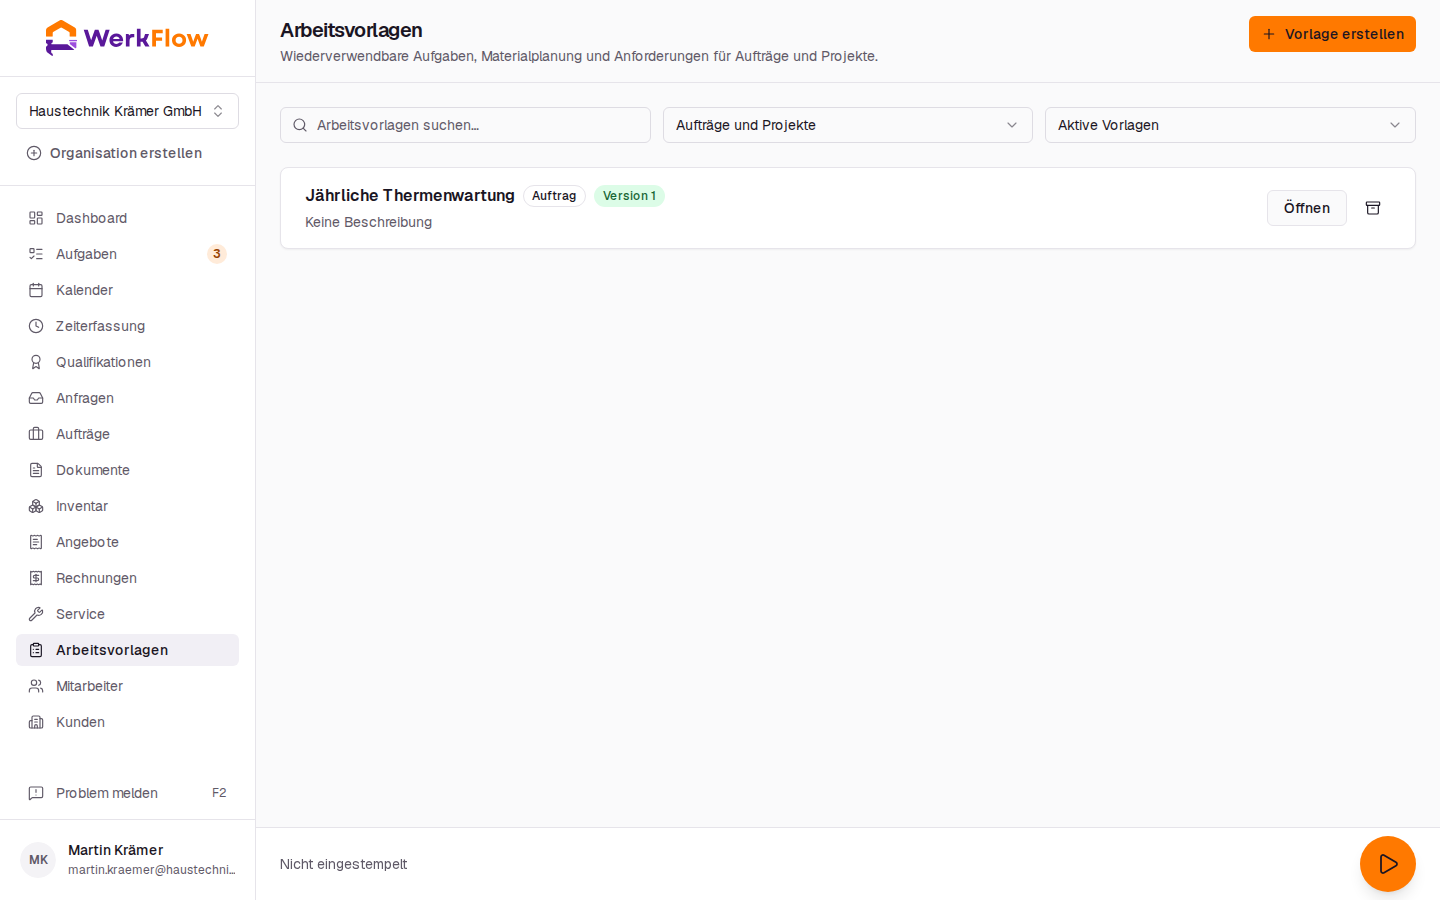 WerkFlow
Haustechnik Krämer GmbH
Organisation erstellen
Dashboard
Aufgaben 3
Kalender
Zeiterfassung
Qualifikationen
Anfragen
Aufträge
Dokumente
Inventar
Angebote
Rechnungen
Service
Arbeitsvorlagen
Mitarbeiter
Kunden
Problem melden F2
MK
Martin Krämer
martin.kraemer@haustechni...
Arbeitsvorlagen
Wiederverwendbare Aufgaben, Materialplanung und Anforderungen für Aufträge und Projekte.
Vorlage erstellen
Arbeitsvorlagen suchen...
Aufträge und Projekte
Aktive Vorlagen
Jährliche Thermenwartung Auftrag Version 1
Keine Beschreibung
Öffnen
Nicht eingestempelt